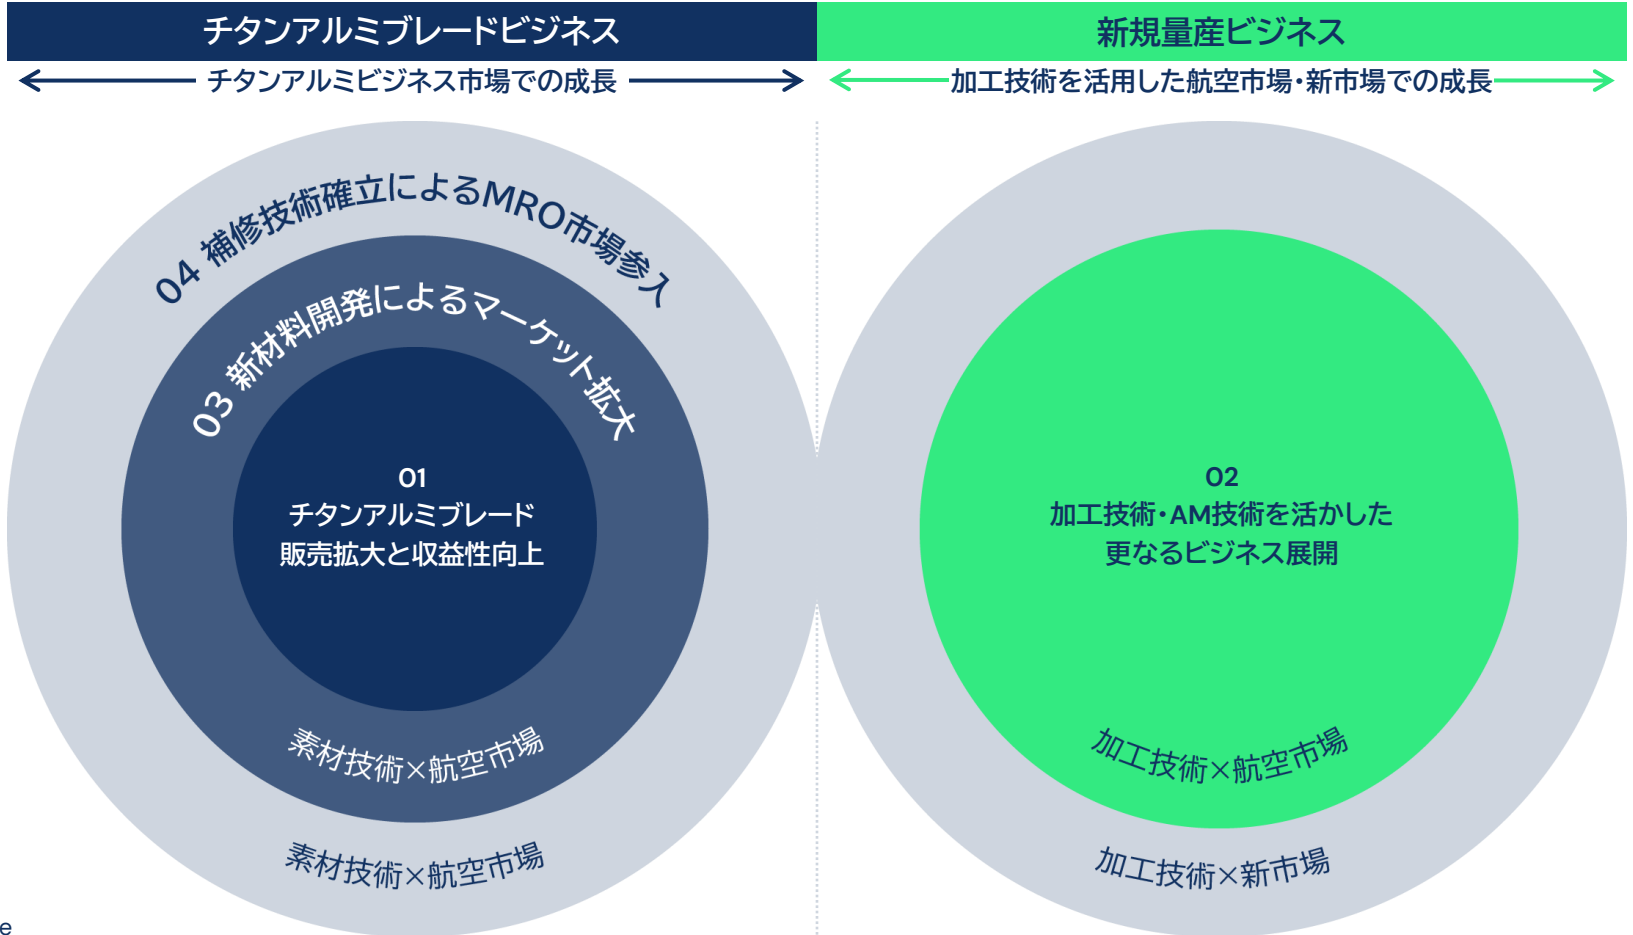 チタンアルミブレードビジネス
新規量産ビジネス
チタンアルミビジネス市場での成長
加工技術を活用した航空市場・新市場での成長
04 補修技術確立によるMRO市場参入
03 新材料開発によるマーケット拡大
01
チタンアルミブレード
販売拡大と収益性向上
素材技術×航空市場
素材技術×航空市場
02
加工技術・AM技術を活かした
更なるビジネス展開
加工技術×航空市場
加工技術×新市場
e